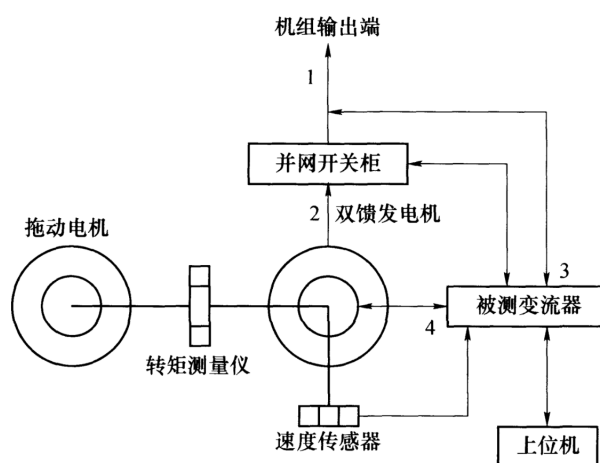 机组输出端
1
并网开关柜
2
双馈发电机
拖动电机
3
被测变流器
4
转矩测量仪
速度传感器
上位机